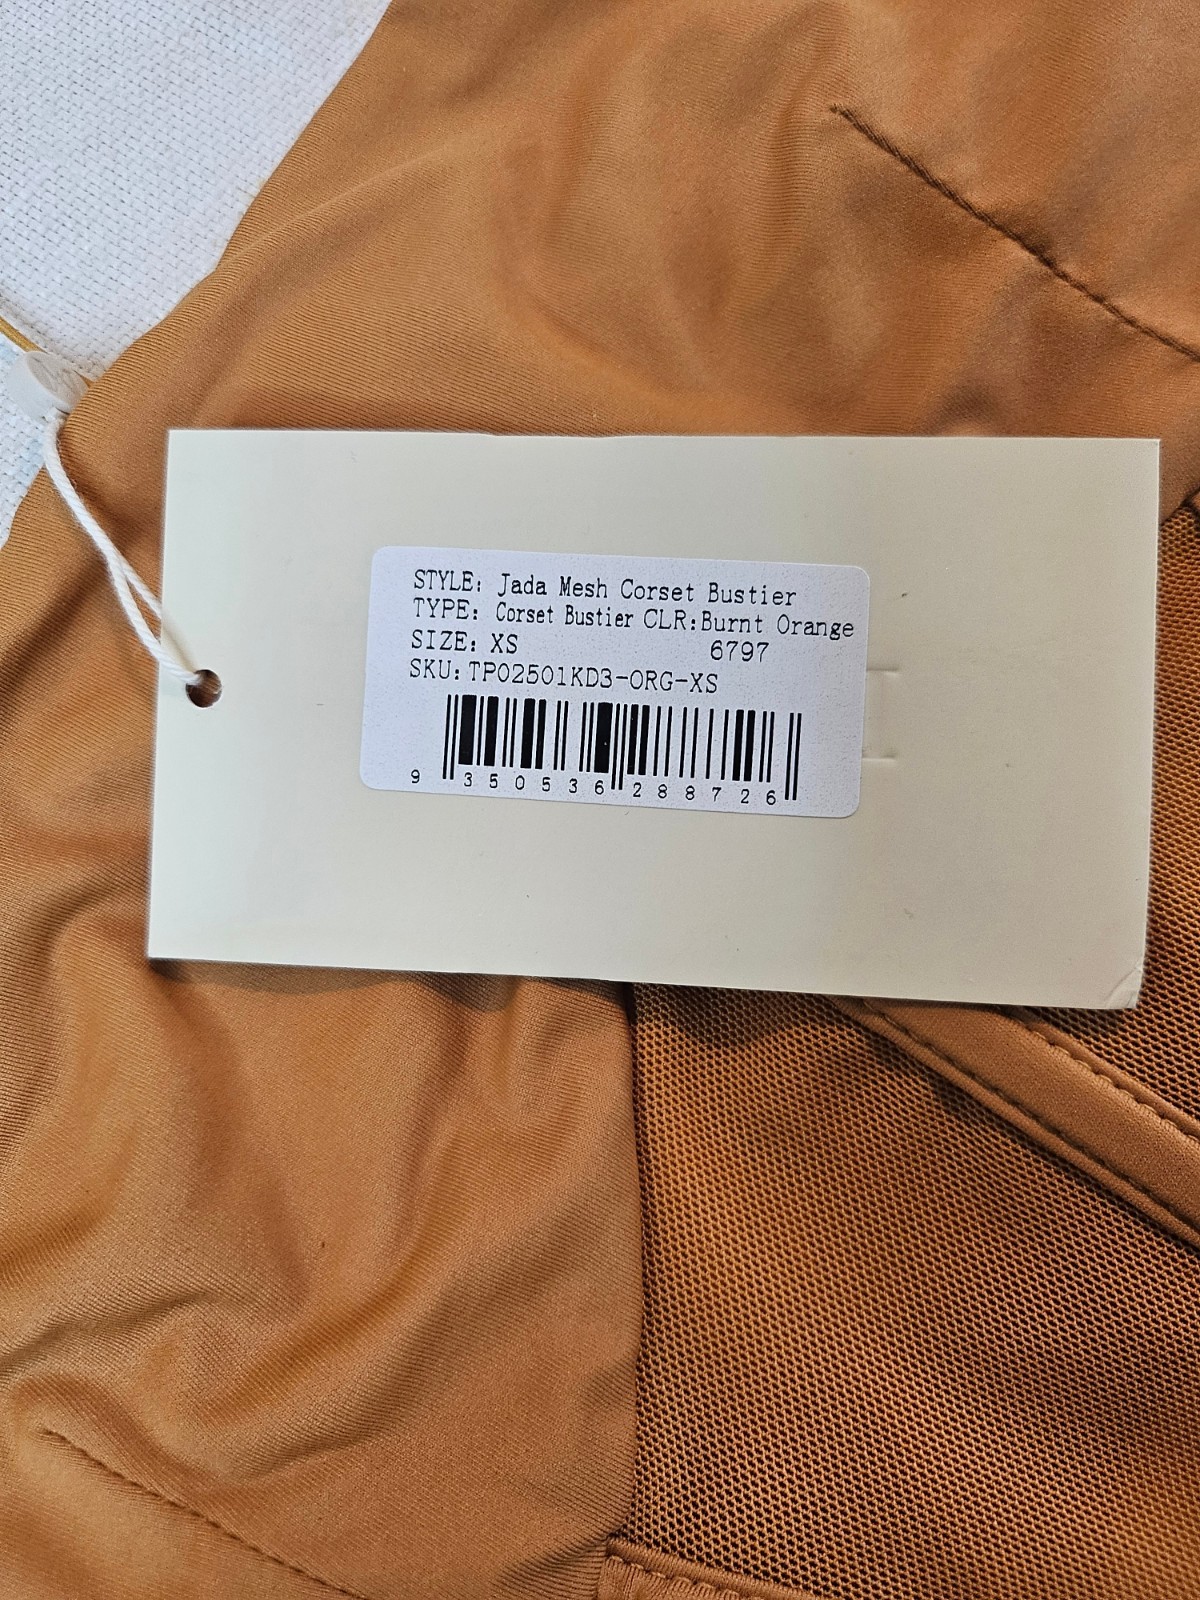 STYLE: Jada Mesh Corset Bustier
TYPE: Corset Bustier CLR:Burnt Orange
SIZE: XS 6797
SKU:TP02501KD3-ORG-XS
9 350536 288726